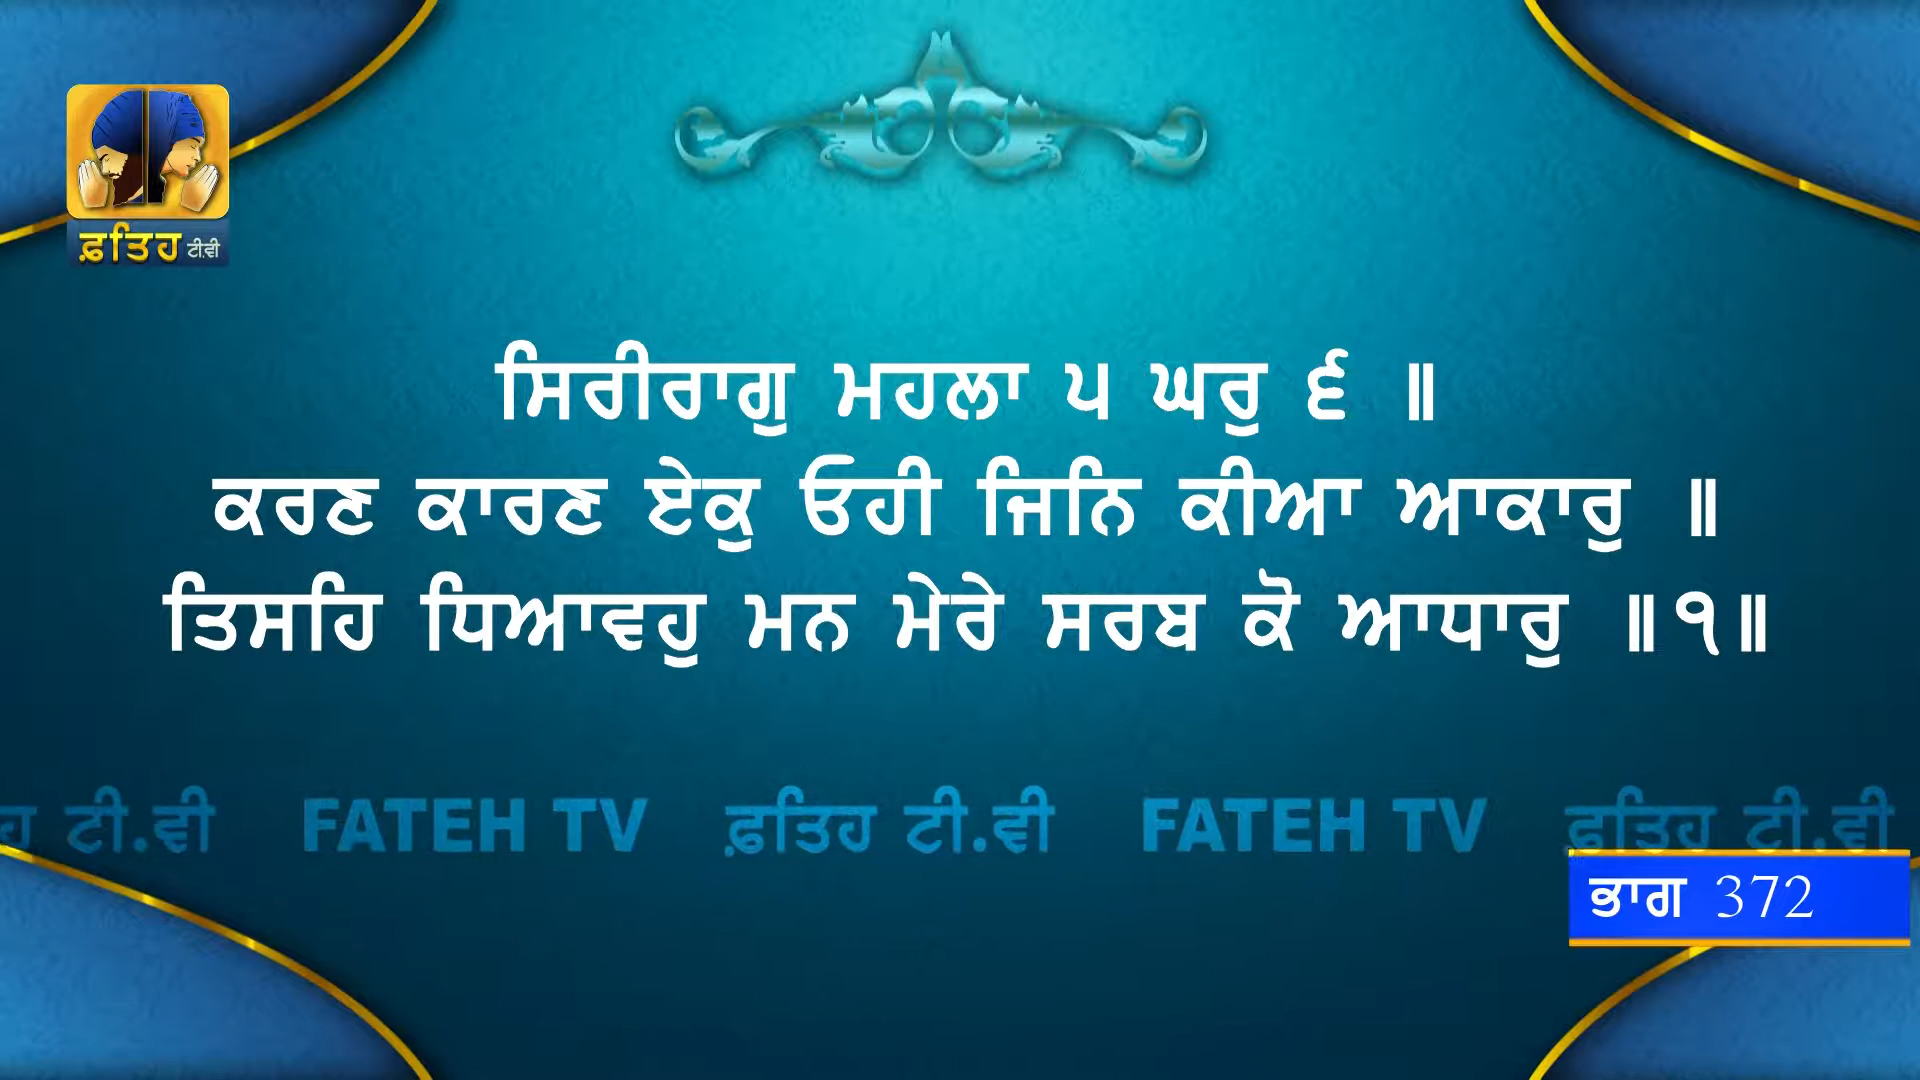 ਫ਼ਤਿਹ ਟੀ.ਵੀ
ਸਿਰੀਰਾਗੁ ਮਹਲਾ ੫ ਘਰੁ ੬ ॥
ਕਰਣ ਕਾਰਣ ਏਕੁ ਓਹੀ ਜਿਨਿ ਕੀਆ ਆਕਾਰੁ ॥
ਤਿਸਹਿ ਧਿਆਵਹੁ ਮਨ ਮੇਰੇ ਸਰਬ ਕੋ ਆਧਾਰੁ ॥੧॥
ਹ ਟੀ.ਵੀ FATEH TV ਫ਼ਤਿਹ ਟੀ.ਵੀ FATEH TV ਫ਼ਤਿਹ ਟੀ.ਵੀ
ਭਾਗ 372